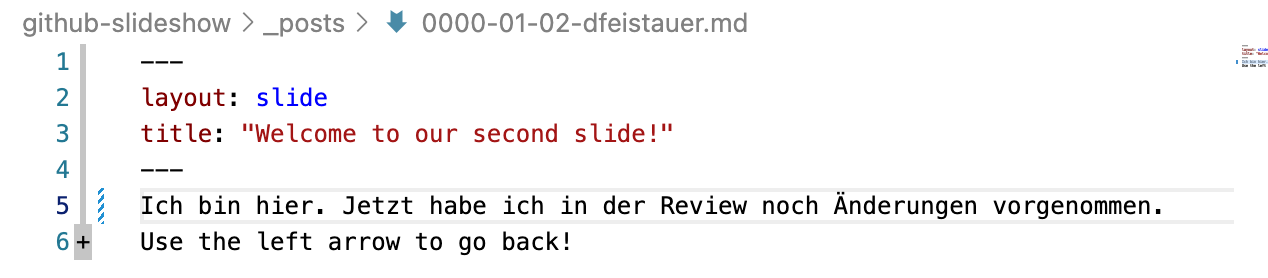 github-slideshow > _posts > 0000-01-02-dfeistauer.md
1 ---
2 layout: slide
3 title: "Welcome to our second slide!"
4 ---
5 Ich bin hier. Jetzt habe ich in der Review noch Änderungen vorgenommen.
6 + Use the left arrow to go back!